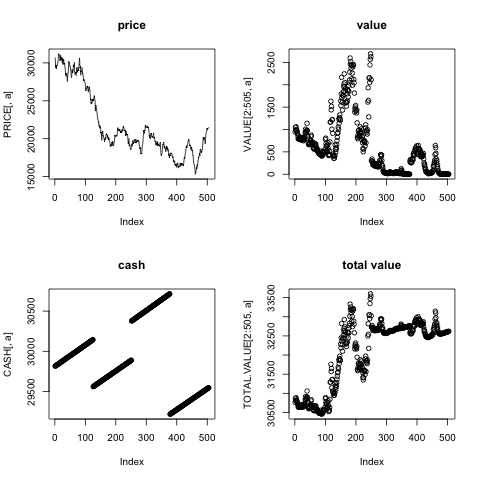 price
PRICE[, a]
30000
25000
20000
15000
0 100 200 300 400 500
Index
value
VALUE[2:505, a]
2500
1500
500
0
0 100 200 300 400 500
Index
cash
CASH[, a]
30500
30000
29500
0 100 200 300 400 500
Index
total value
TOTAL.VALUE[2:505, a]
33500
32500
31500
30500
0 100 200 300 400 500
Index